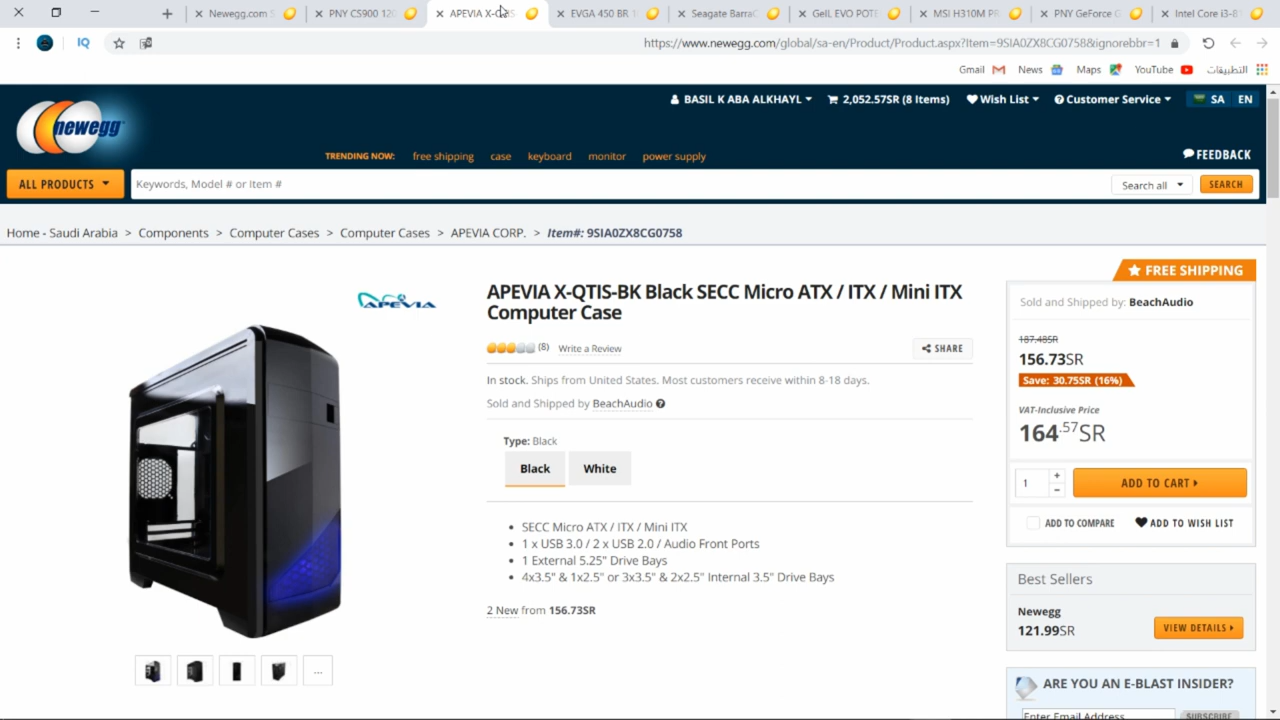 Newegg.com S
PNY CS900 120
APEVIA X-QTIS
EVGA 450 BR
Seagate BarraC
GeIL EVO POTE
MSI H310M PR
PNY GeForce G
Intel Core i3-8
IQ
https://www.newegg.com/global/sa-en/Product/Product.aspx?Item=9SIA0ZX8CG0758&ignorebbr=1
Gmail
News
Maps
YouTube
التطبيقات
newegg
BASIL K ABA ALKHAYL
2,052.57SR (8 Items)
Wish List
Customer Service
SA
EN
TRENDING NOW:
free shipping
case
keyboard
monitor
power supply
FEEDBACK
ALL PRODUCTS
Keywords, Model # or Item #
Search all
SEARCH
Home - Saudi Arabia > Components > Computer Cases > Computer Cases > APEVIA CORP. > Item#: 9SIA0ZX8CG0758
APEVIA
APEVIA X-QTIS-BK Black SECC Micro ATX / ITX / Mini ITX
Computer Case
(8) Write a Review
SHARE
In stock. Ships from United States. Most customers receive within 8-18 days.
Sold and Shipped by BeachAudio
Type: Black
Black
White
• SECC Micro ATX / ITX / Mini ITX
• 1 x USB 3.0 / 2 x USB 2.0 / Audio Front Ports
• 1 External 5.25" Drive Bays
• 4x3.5" & 1x2.5" or 3x3.5" & 2x2.5" Internal 3.5" Drive Bays
2 New from 156.73SR
...
FREE SHIPPING
Sold and Shipped by: BeachAudio
187.48SR
156.73SR
Save: 30.75SR (16%)
VAT-Inclusive Price
164.57SR
1
+
−
ADD TO CART
ADD TO COMPARE
ADD TO WISH LIST
Best Sellers
Newegg
121.99SR
VIEW DETAILS
ARE YOU AN E-BLAST INSIDER?
Enter Email Address
SUBSCRIBE